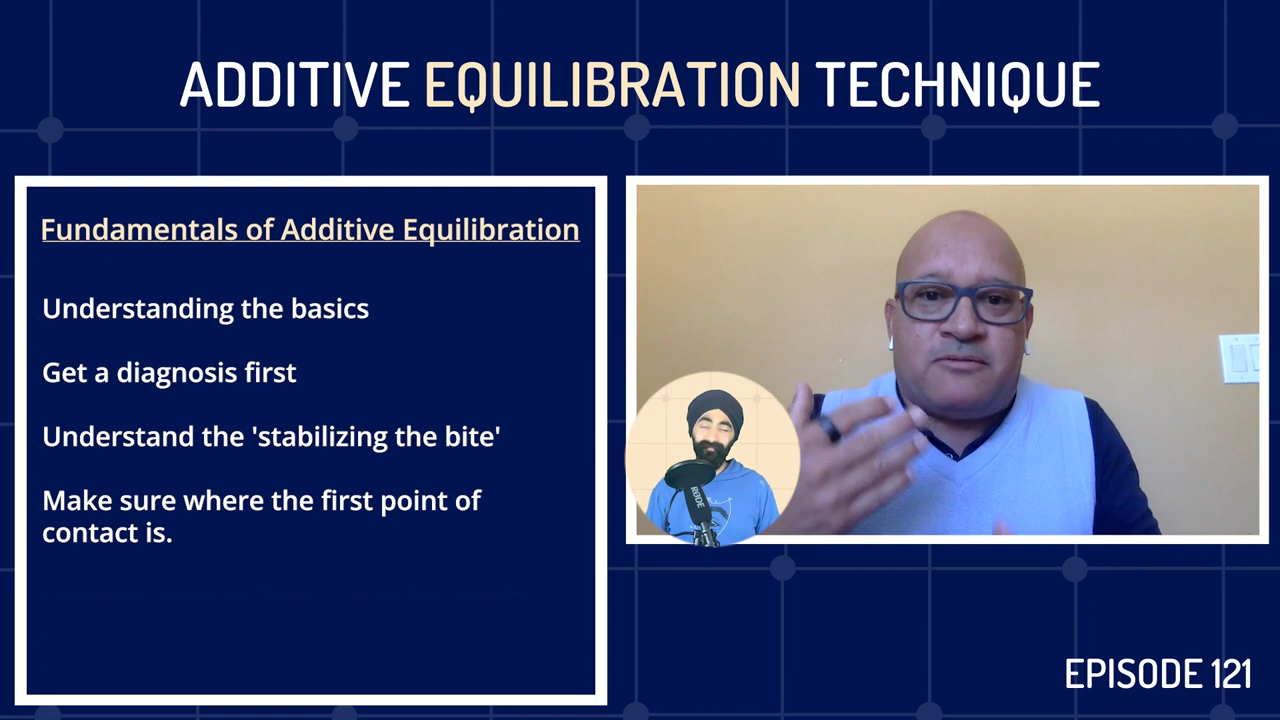 ADDITIVE EQUILIBRATION TECHNIQUE
Fundamentals of Additive Equilibration
Understanding the basics
Get a diagnosis first
Understand the 'stabilizing the bite'
Make sure where the first point of
contact is.
RØDE
EPISODE 121